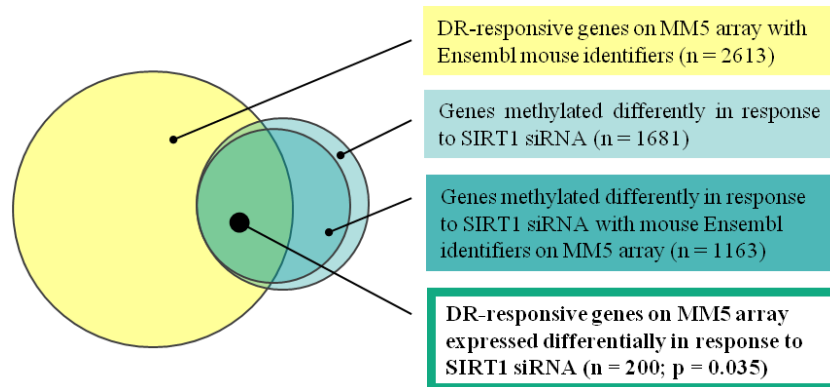 DR-responsive genes on MM5 array with
Ensembl mouse identifiers (n = 2613)
Genes methylated differently in response
to SIRT1 siRNA (n = 1681)
Genes methylated differently in response
to SIRT1 siRNA with mouse Ensembl
identifiers on MM5 array (n = 1163)
DR-responsive genes on MM5 array
expressed differentially in response to
SIRT1 siRNA (n = 200; p = 0.035)